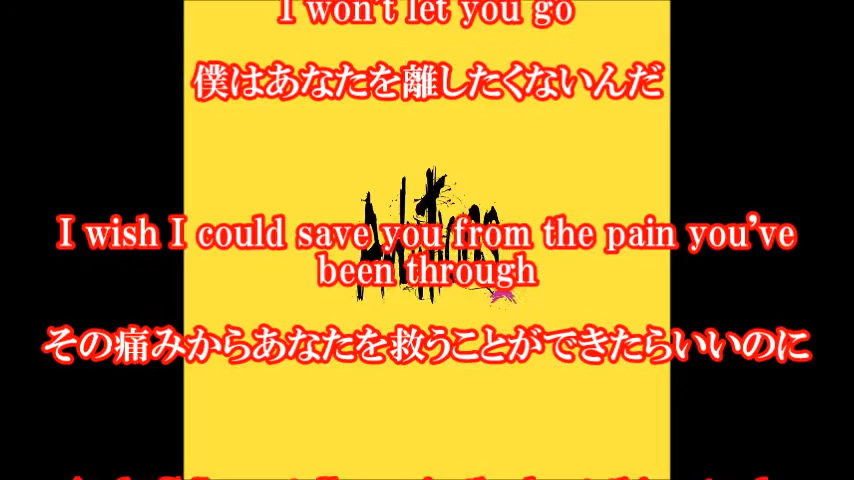 I won't let you go
僕はあなたを離したくないんだ
I wish I could save you from the pain you've
been through
その痛みからあなたを救うことができたらいいのに